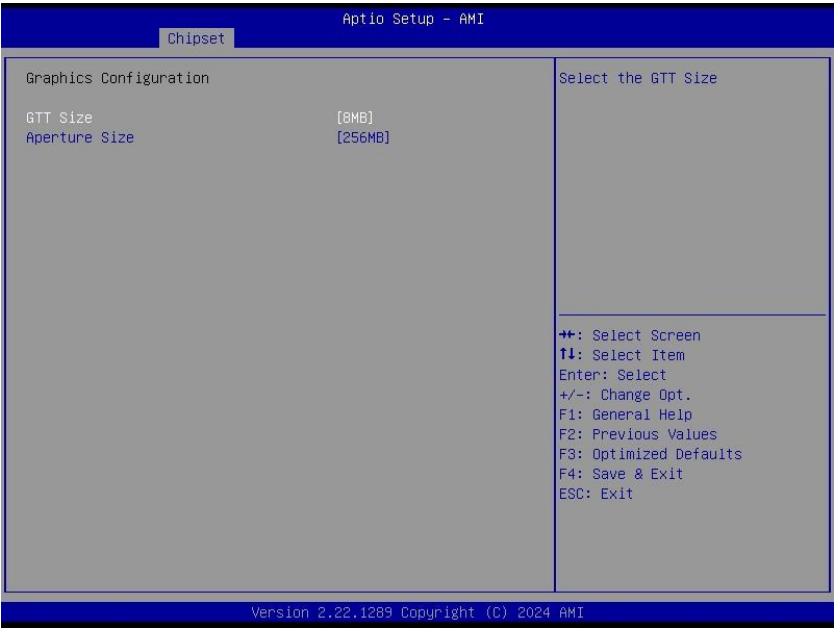 Aptio Setup - AMI
Chipset
Graphics Configuration
GTT Size [8MB]
Aperture Size [256MB]
Select the GTT Size
→←: Select Screen
↑↓: Select Item
Enter: Select
+/-: Change Opt.
F1: General Help
F2: Previous Values
F3: Optimized Defaults
F4: Save & Exit
ESC: Exit
Version 2.22.1289 Copyright (C) 2024 AMI